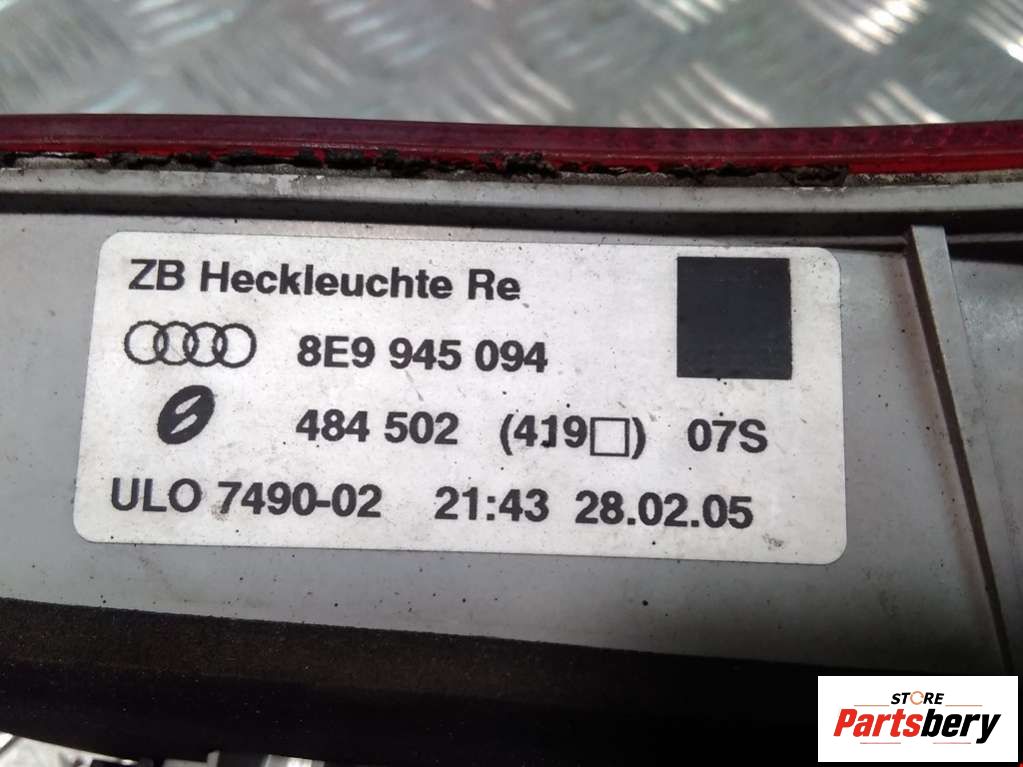 ZB Heckleuchte Re
8E9 945 094
484 502 (419□) 07S
ULO 7490-02 21:43 28.02.05
STORE
Partsbery